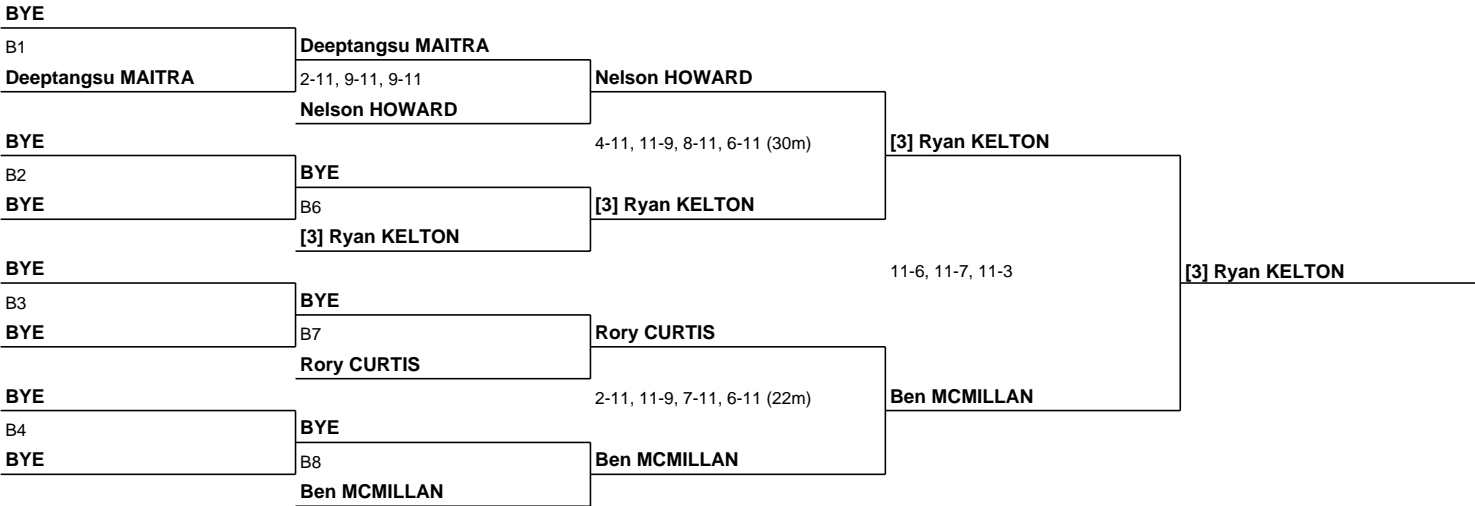 BYE
B1
Deeptangsu MAITRA
BYE
B2
BYE
BYE
B3
BYE
BYE
B4
BYE
Deeptangsu MAITRA
2-11, 9-11, 9-11
Nelson HOWARD
BYE
B6
[3] Ryan KELTON
BYE
B7
Rory CURTIS
BYE
B8
Ben MCMILLAN
Nelson HOWARD
4-11, 11-9, 8-11, 6-11 (30m)
[3] Ryan KELTON
Rory CURTIS
2-11, 11-9, 7-11, 6-11 (22m)
Ben MCMILLAN
[3] Ryan KELTON
11-6, 11-7, 11-3
Ben MCMILLAN
[3] Ryan KELTON